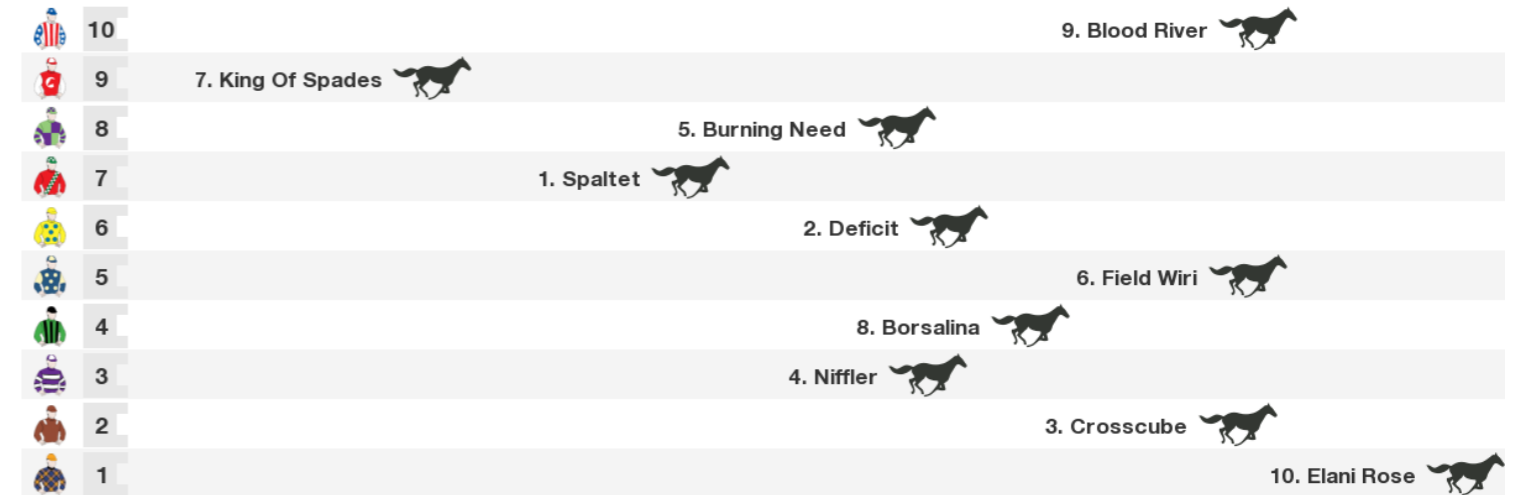 10 9. Blood River
9 7. King Of Spades
8 5. Burning Need
7 1. Spaltet
6 2. Deficit
5 6. Field Wiri
4 8. Borsalina
3 4. Niffler
2 3. Crosscube
1 10. Elani Rose